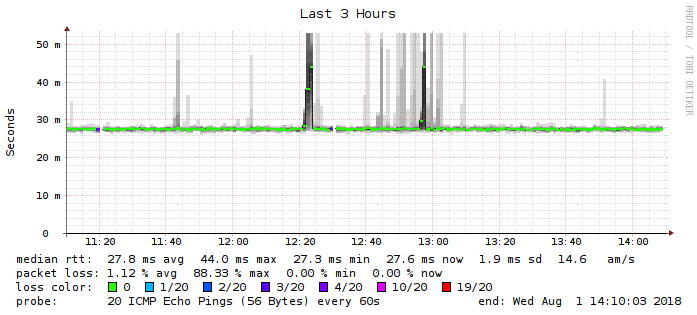 Last 3 Hours
RRDTOOL / TOBI OETIKER
Seconds
50 m
40 m
30 m
20 m
10 m
0
11:20 11:40 12:00 12:20 12:40 13:00 13:20 13:40 14:00
median rtt: 27.8 ms avg 44.0 ms max 27.3 ms min 27.6 ms now 1.9 ms sd 14.6 am/s
packet loss: 1.12 % avg 88.33 % max 0.00 % min 0.00 % now
loss color: 0 1/20 2/20 3/20 4/20 10/20 19/20
probe: 20 ICMP Echo Pings (56 Bytes) every 60s end: Wed Aug 1 14:10:03 2018